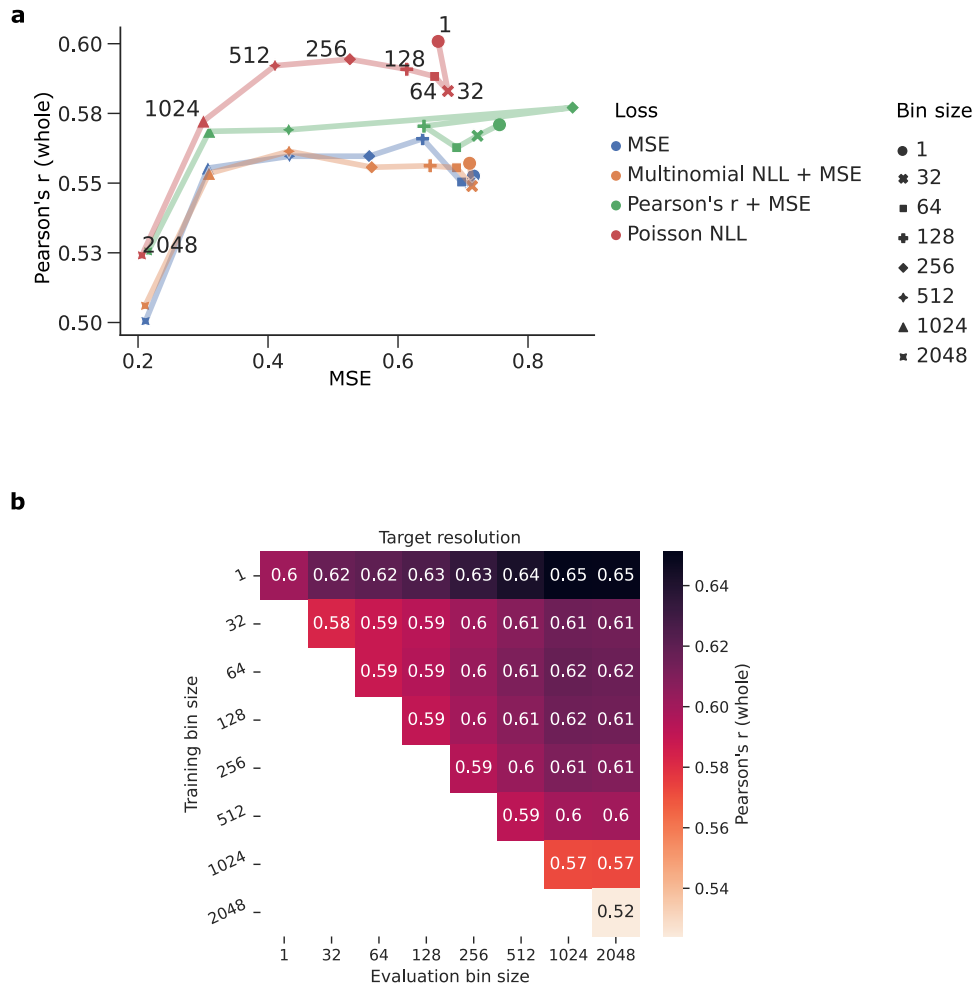 a
0.60
0.58
0.55
0.53
0.50
Pearson's r (whole)
1
512
256
128
64
32
1024
2048
0.2
0.4
0.6
0.8
MSE
Loss
MSE
Multinomial NLL + MSE
Pearson's r + MSE
Poisson NLL
Bin size
1
32
64
128
256
512
1024
2048
b
Target resolution
1
0.6 0.62 0.62 0.63 0.63 0.64 0.65 0.65
32
0.58 0.59 0.59 0.6 0.61 0.61 0.61
64
0.59 0.59 0.6 0.61 0.62 0.62
128
0.59 0.6 0.61 0.62 0.61
256
0.59 0.6 0.61 0.61
512
0.59 0.6 0.6
1024
0.57 0.57
2048
0.52
Training bin size
1 32 64 128 256 512 1024 2048
Evaluation bin size
0.64
0.62
0.60
0.58
0.56
0.54
Pearson's r (whole)